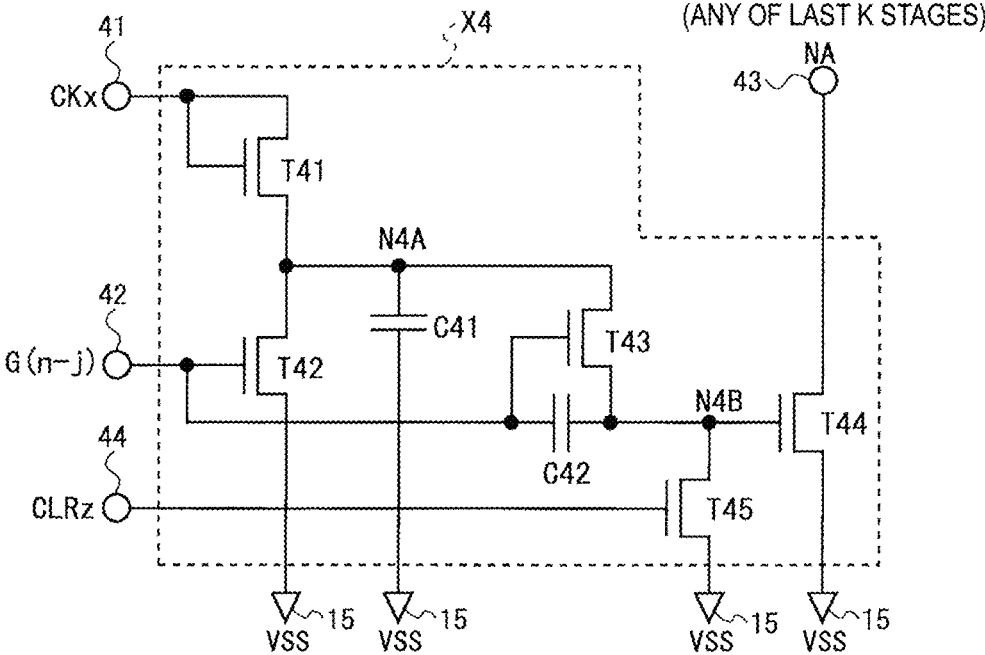 (ANY OF LAST K STAGES)
X4
NA
41
43
CKx
T41
N4A
42
C41
T43
G(n-j)
T42
N4B
T44
44
C42
CLRz
T45
15
15
15
15
VSS
VSS
VSS
VSS